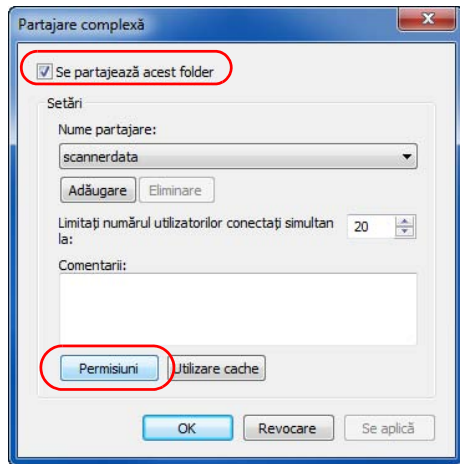 Partajare complexă
Se partajează acest folder
Setări
Nume partajare:
scannerdata
Adăugare Eliminare
Limitați numărul utilizatorilor conectați simultan
la:
20
Comentarii:
Permisiuni Utilizare cache
OK Revocare Se aplică